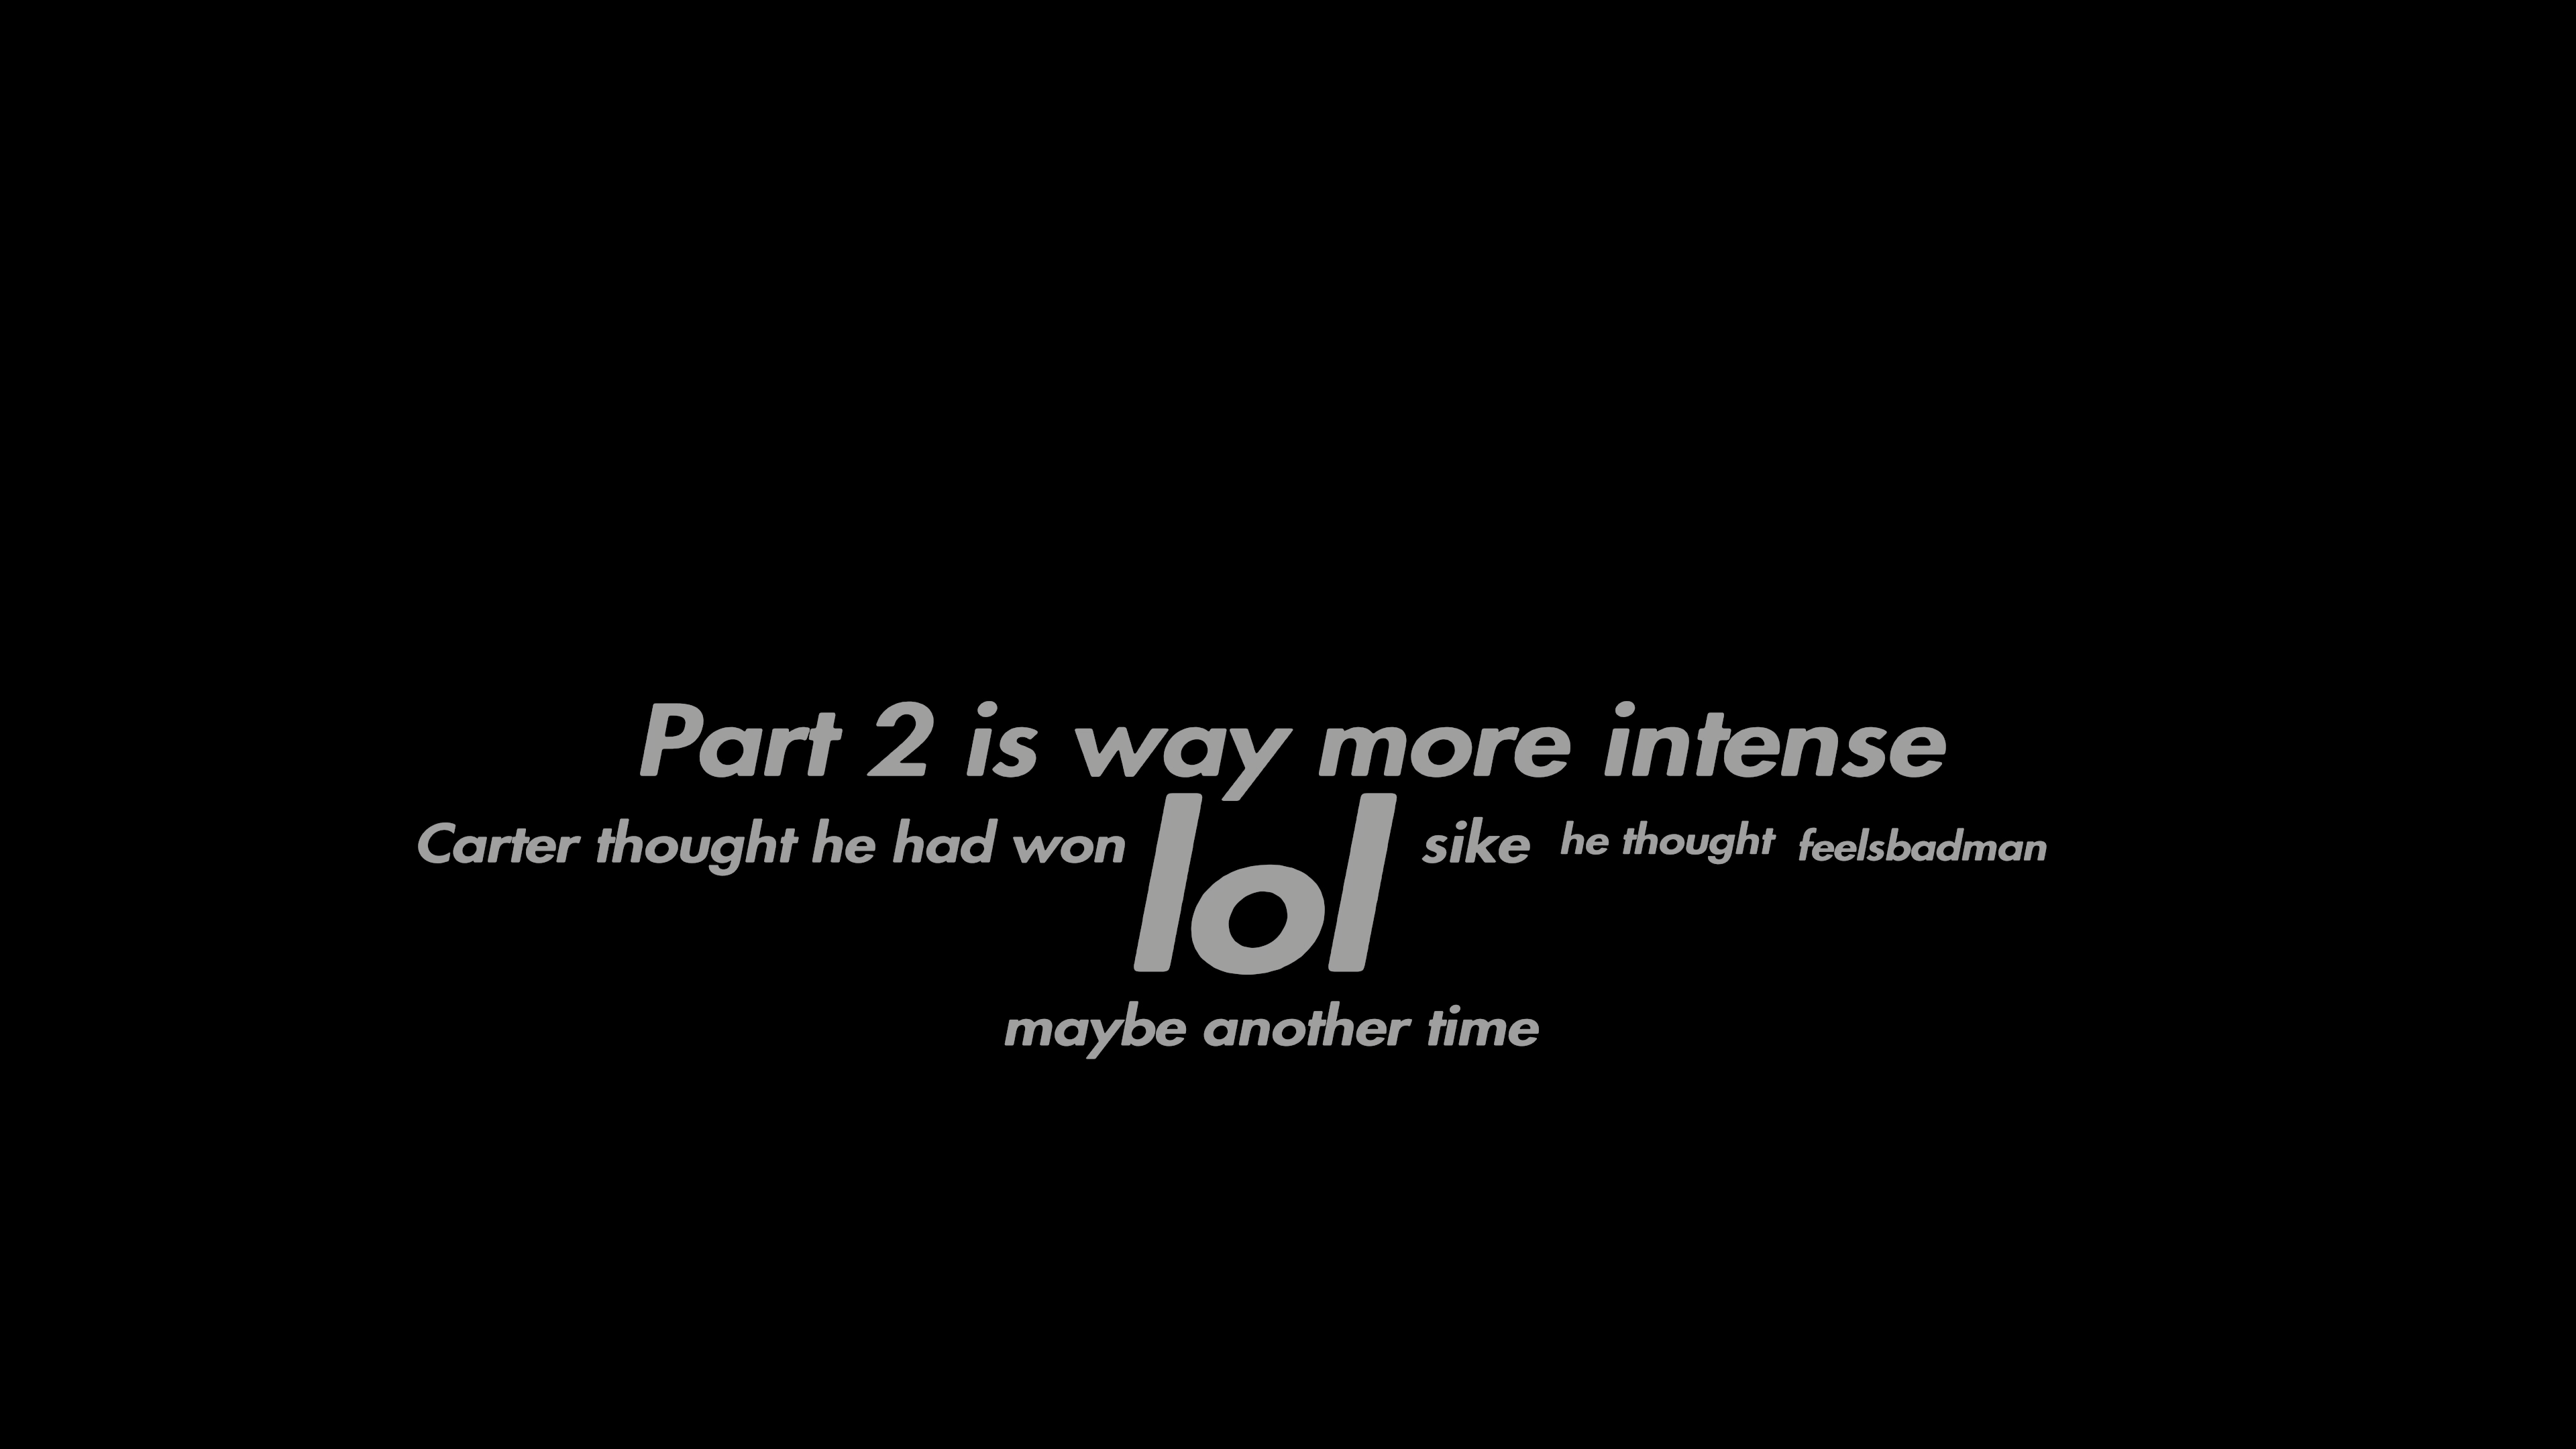 Part 2 is way more intense
Carter thought he had won lol sike he thought feelsbadman
maybe another time